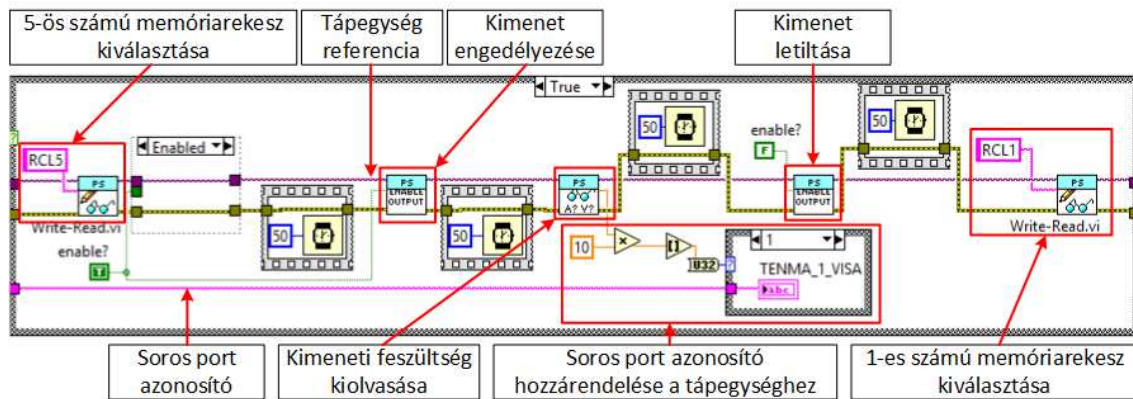 5-ös számú memóriarekesz
kiválasztása
Tápegység
referencia
Kimenet
engedélyezése
Kimenet
letiltása
True
RCL5
Enabled
PS
Write-Read.vi
enable?
T
50
PS
ENABLE
OUTPUT
50
PS
A? V?
50
enable?
F
PS
ENABLE
OUTPUT
50
RCL1
PS
Write-Read.vi
10
U32
1
TENMA_1_VISA
abc
Soros port
azonosító
Kimeneti feszültség
kiolvasása
Soros port azonosító
hozzárendelése a tápegységhez
1-es számú memóriarekesz
kiválasztása